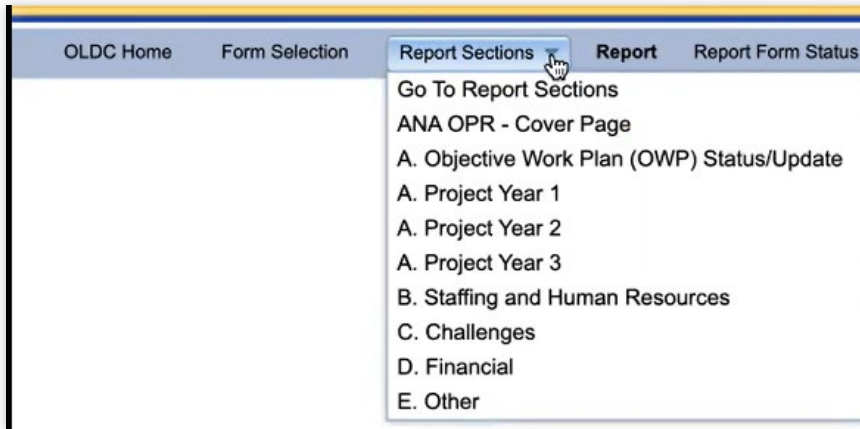 OLDC Home Form Selection Report Sections Report Report Form Status
Go To Report Sections
ANA OPR - Cover Page
A. Objective Work Plan (OWP) Status/Update
A. Project Year 1
A. Project Year 2
A. Project Year 3
B. Staffing and Human Resources
C. Challenges
D. Financial
E. Other